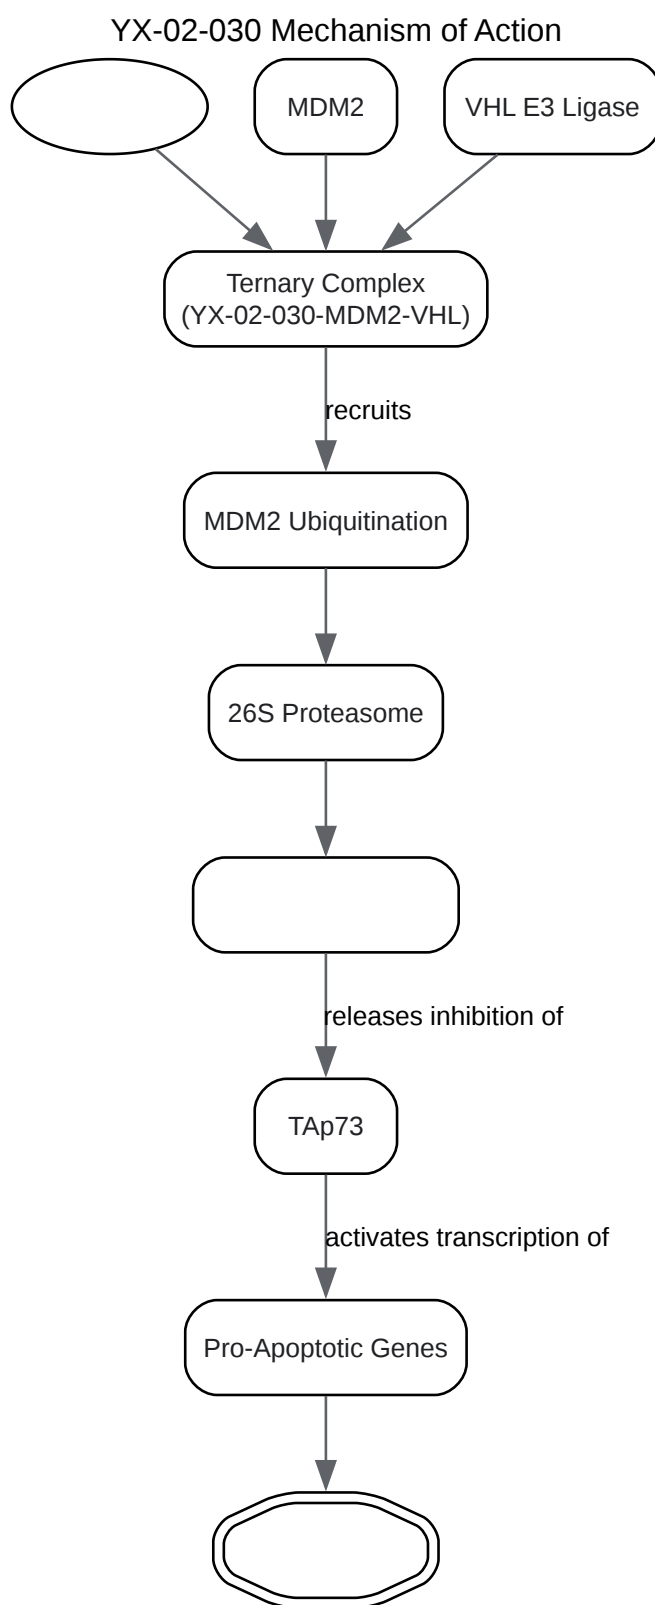 YX-02-030 Mechanism of Action
MDM2
VHL E3 Ligase
Ternary Complex
(YX-02-030-MDM2-VHL)
recruits
MDM2 Ubiquitination
26S Proteasome
releases inhibition of
TAp73
activates transcription of
Pro-Apoptotic Genes